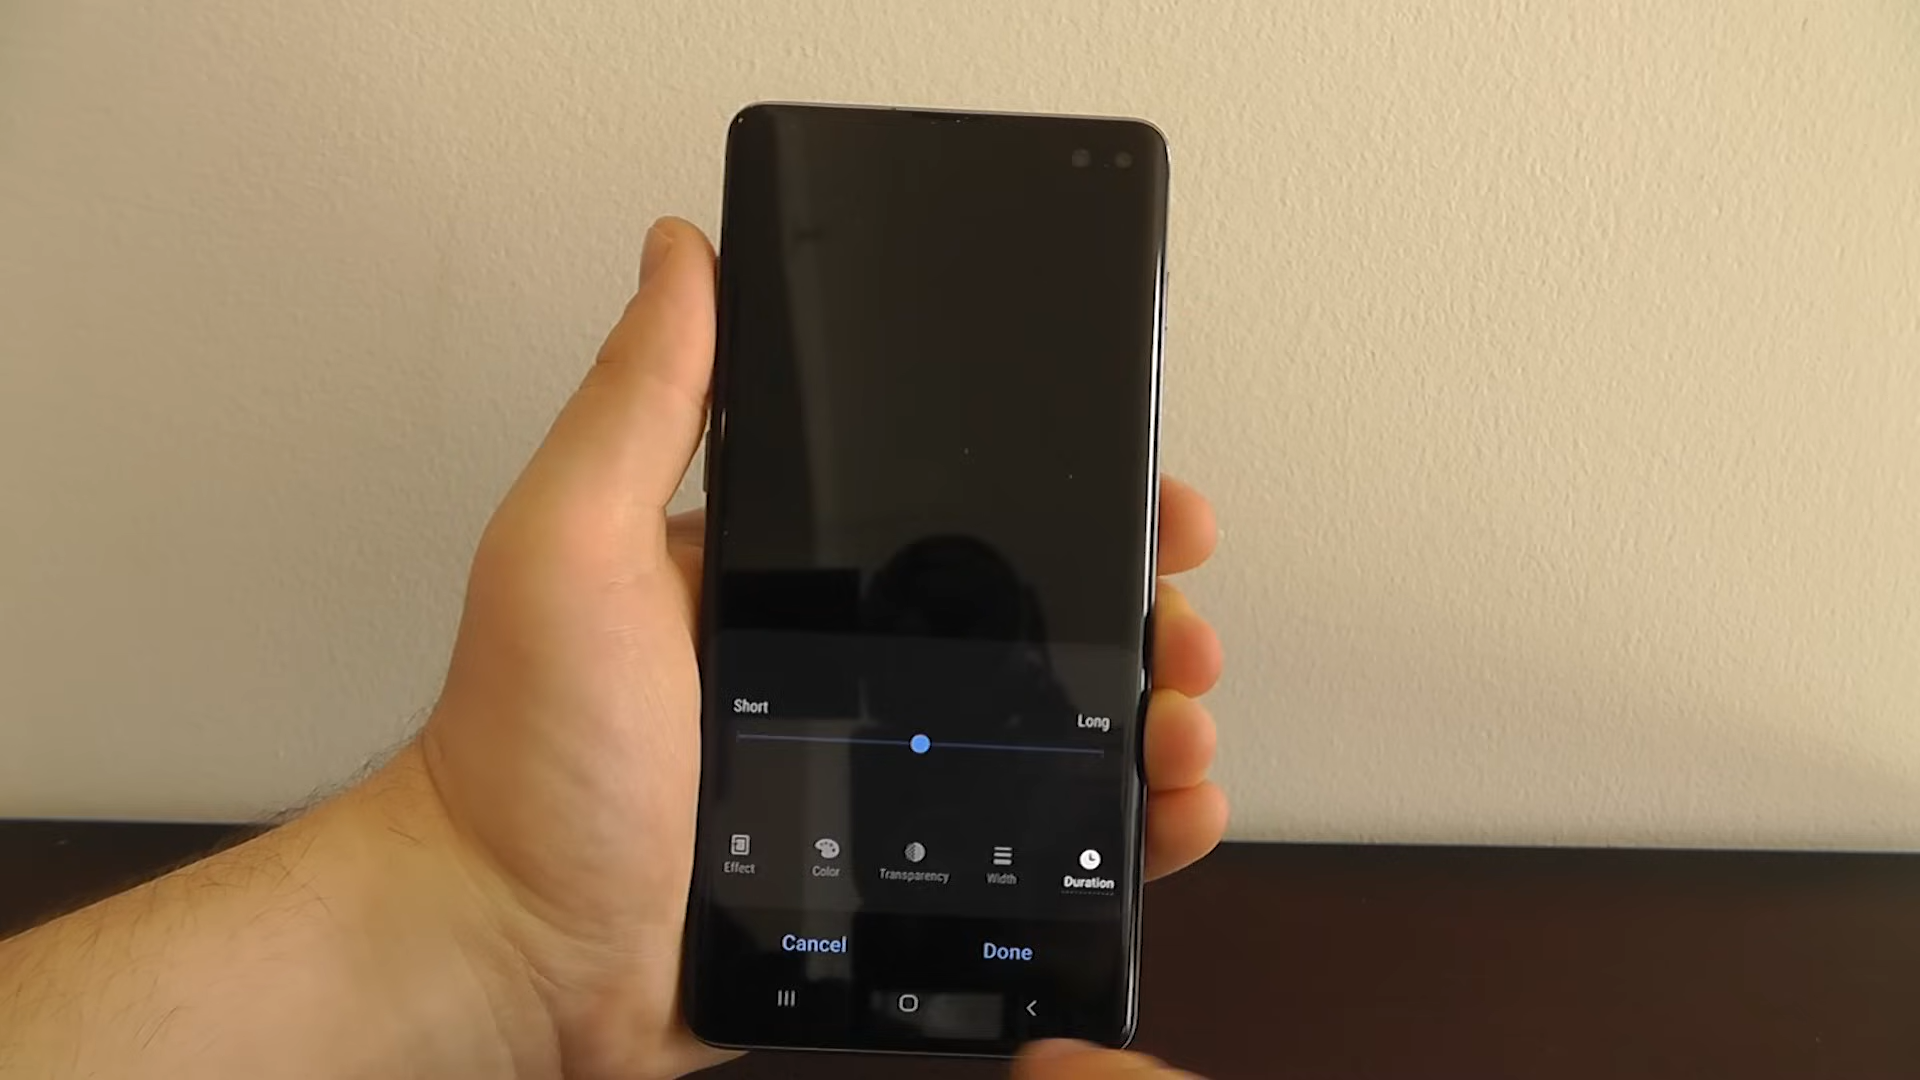 Short
Long
Effect
Color
Transparency
Width
Duration
Cancel
Done